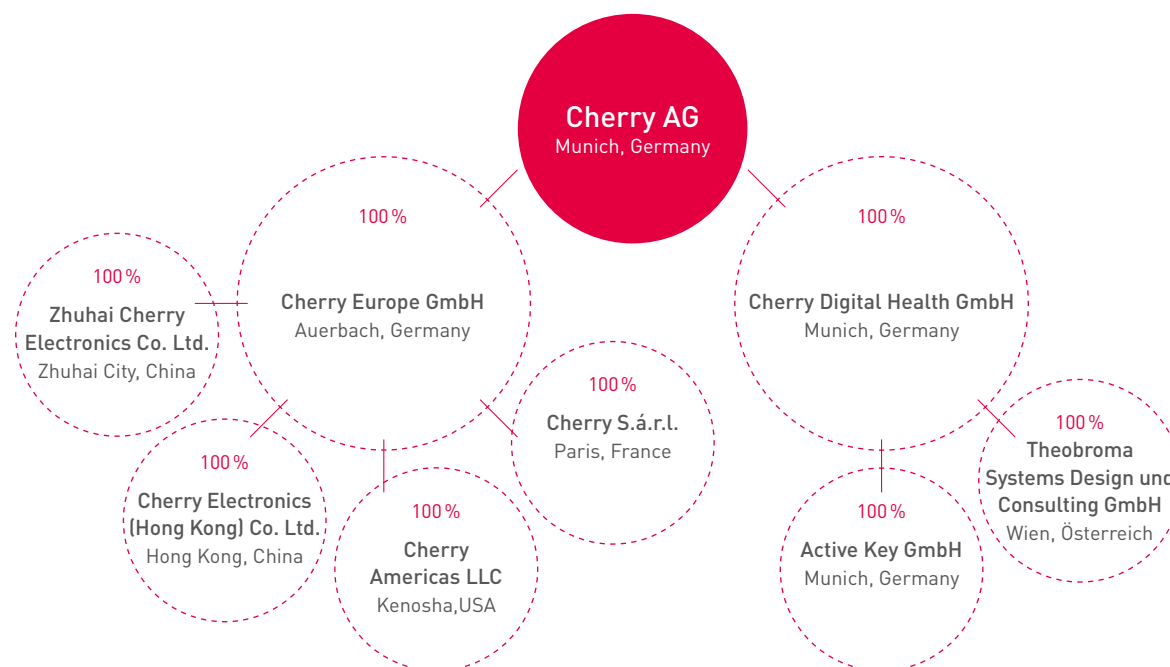 Cherry AG
Munich, Germany
100 %
Cherry Europe GmbH
Auerbach, Germany
100 %
Cherry Digital Health GmbH
Munich, Germany
100 %
Zhuhai Cherry
Electronics Co. Ltd.
Zhuhai City, China
100 %
Cherry Electronics
(Hong Kong) Co. Ltd.
Hong Kong, China
100 %
Cherry
Americas LLC
Kenosha,USA
100 %
Cherry S.á.r.l.
Paris, France
100 %
Active Key GmbH
Munich, Germany
100 %
Theobroma
Systems Design und
Consulting GmbH
Wien, Österreich